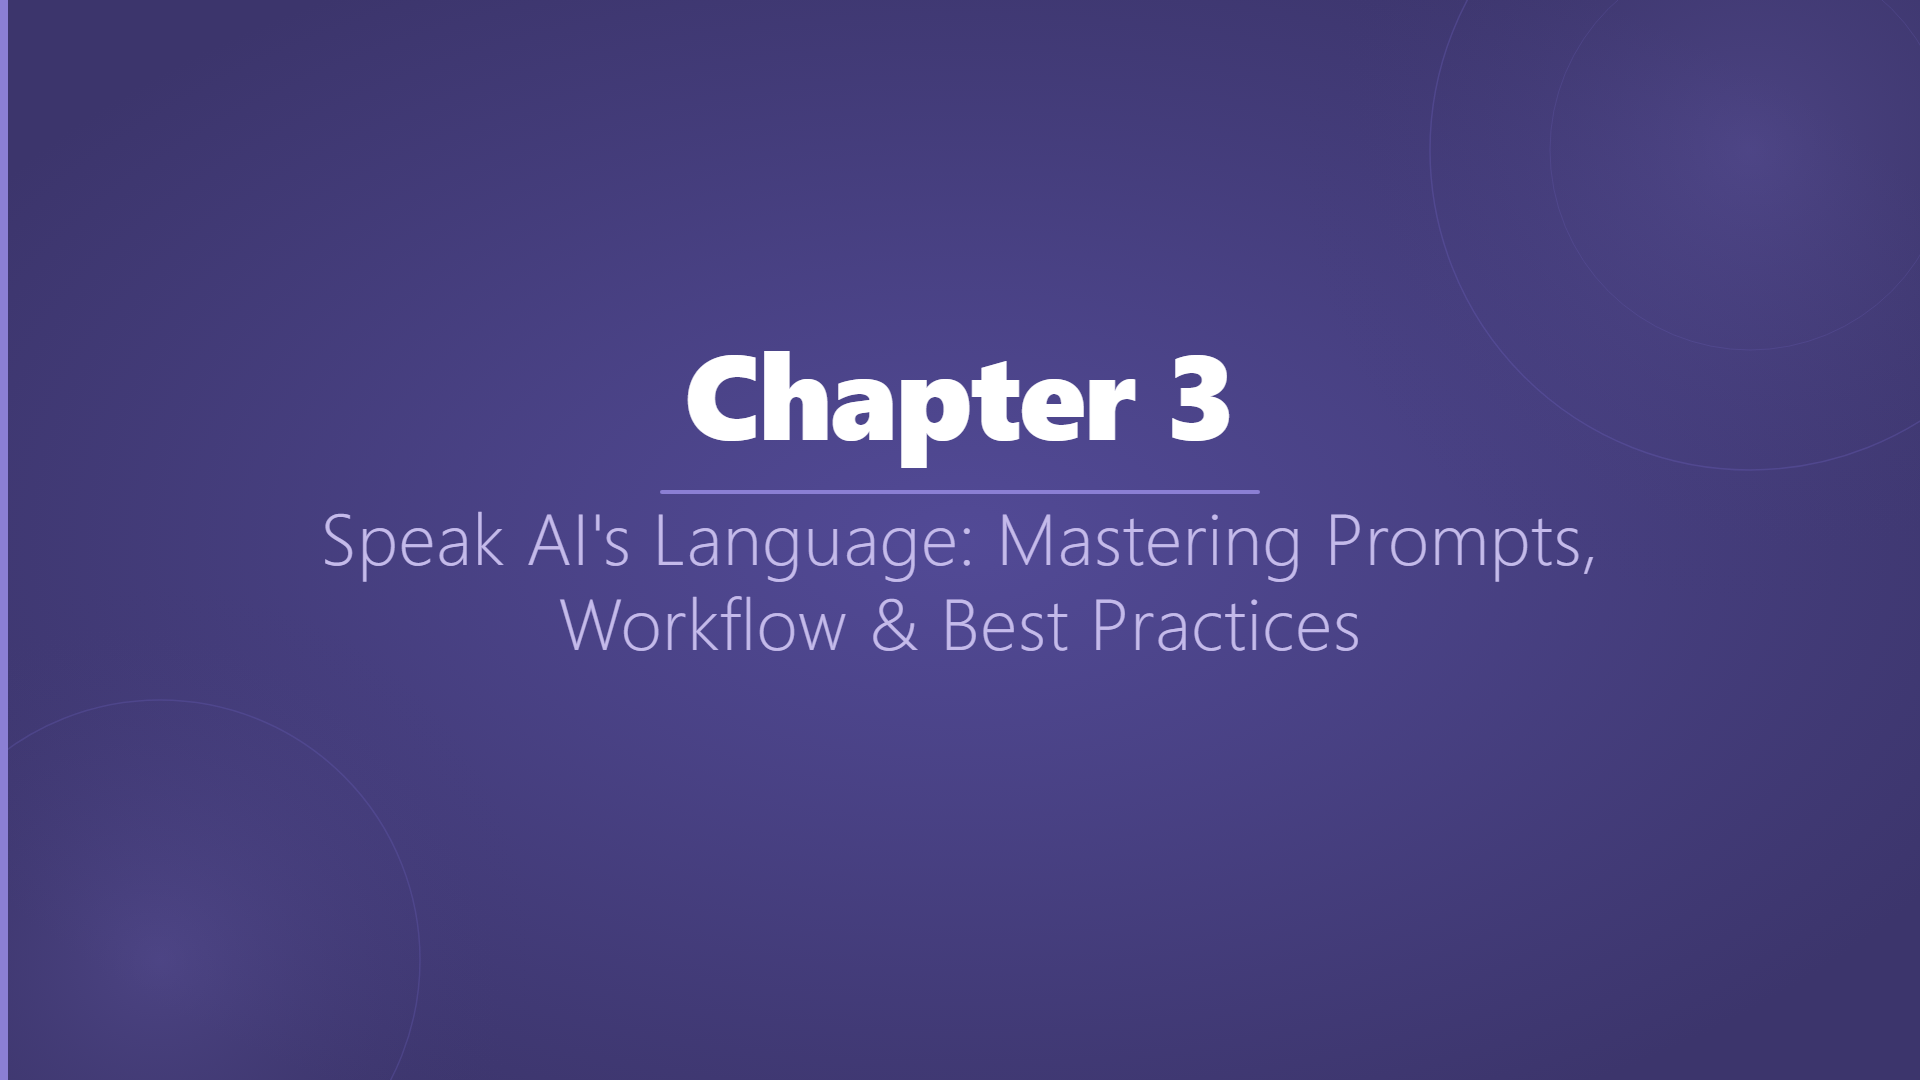 Chapter 3
Speak AI's Language: Mastering Prompts,
Workflow & Best Practices